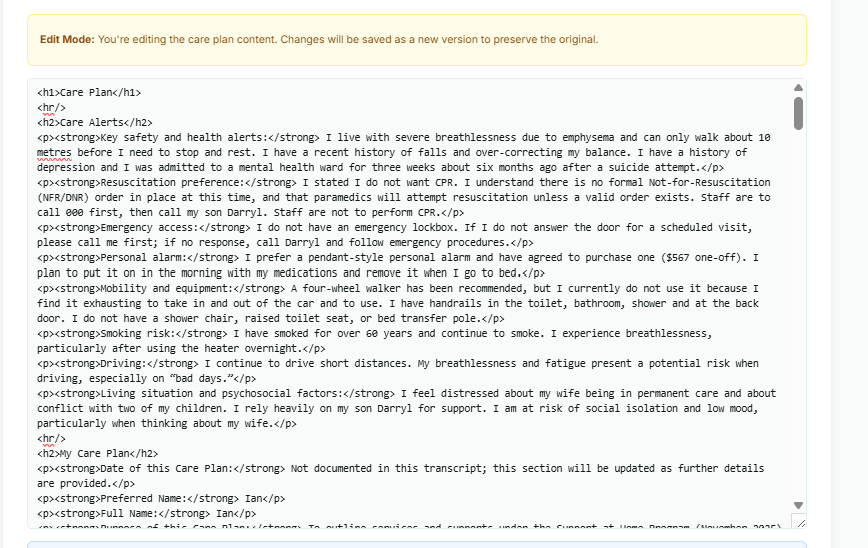 Edit Mode: You're editing the care plan content. Changes will be saved as a new version to preserve the original.
<h1>Care Plan</h1>
<hr/>
<h2>Care Alerts</h2>
<p><strong>Key safety and health alerts:</strong> I live with severe breathlessness due to emphysema and can only walk about 10
metres before I need to stop and rest. I have a recent history of falls and over-correcting my balance. I have a history of
depression and I was admitted to a mental health ward for three weeks about six months ago after a suicide attempt.</p>
<p><strong>Resuscitation preference:</strong> I stated I do not want CPR. I understand there is no formal Not-for-Resuscitation
(NFR/DNR) order in place at this time, and that paramedics will attempt resuscitation unless a valid order exists. Staff are to
call 000 first, then call my son Darryl. Staff are not to perform CPR.</p>
<p><strong>Emergency access:</strong> I do not have an emergency lockbox. If I do not answer the door for a scheduled visit,
please call me first; if no response, call Darryl and follow emergency procedures.</p>
<p><strong>Personal alarm:</strong> I prefer a pendant-style personal alarm and have agreed to purchase one ($567 one-off). I
plan to put it on in the morning with my medications and remove it when I go to bed.</p>
<p><strong>Mobility and equipment:</strong> A four-wheel walker has been recommended, but I currently do not use it because I
find it exhausting to take in and out of the car and to use. I have handrails in the toilet, bathroom, shower and at the back
door. I do not have a shower chair, raised toilet seat, or bed transfer pole.</p>
<p><strong>Smoking risk:</strong> I have smoked for over 60 years and continue to smoke. I experience breathlessness,
particularly after using the heater overnight.</p>
<p><strong>Driving:</strong> I continue to drive short distances. My breathlessness and fatigue present a potential risk when
driving, especially on “bad days.”</p>
<p><strong>Living situation and psychosocial factors:</strong> I feel distressed about my wife being in permanent care and about
conflict with two of my children. I rely heavily on my son Darryl for support. I am at risk of social isolation and low mood,
particularly when thinking about my wife.</p>
<hr/>
<h2>My Care Plan</h2>
<p><strong>Date of this Care Plan:</strong> Not documented in this transcript; this section will be updated as further details
are provided.</p>
<p><strong>Preferred Name:</strong> Ian</p>
<p><strong>Full Name:</strong> Ian</p>
<p><strong>Purpose of this Care Plan:</strong> To outline services and supports under the Support at Home Program (November 2025)